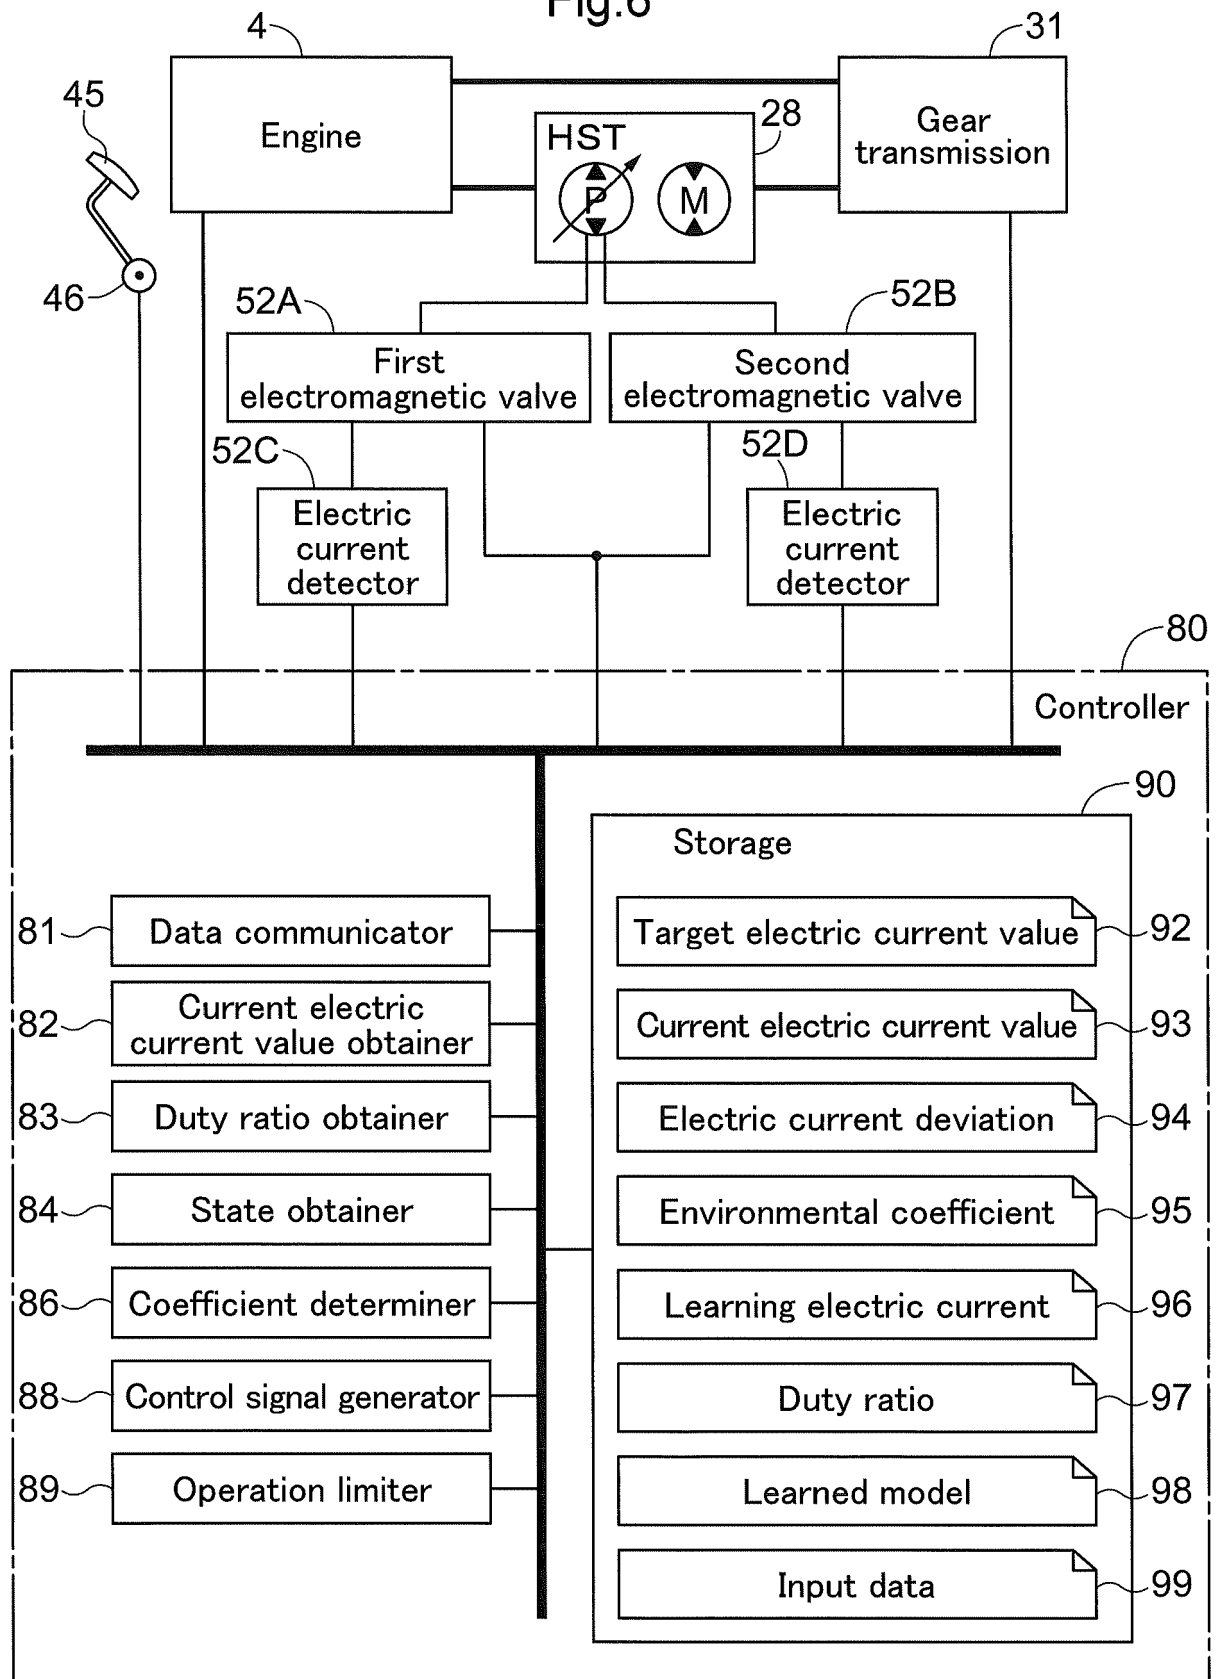 Fig.6
4
31
45
Engine
HST
28
Gear
transmission
P
M
46
52A
52B
First
electromagnetic valve
Second
electromagnetic valve
52C
52D
Electric
current
detector
Electric
current
detector
80
Controller
90
Storage
81
Data communicator
82
Current electric
current value obtainer
83
Duty ratio obtainer
84
State obtainer
86
Coefficient determiner
88
Control signal generator
89
Operation limiter
Target electric current value
92
Current electric current value
93
Electric current deviation
94
Environmental coefficient
95
Learning electric current
96
Duty ratio
97
Learned model
98
Input data
99